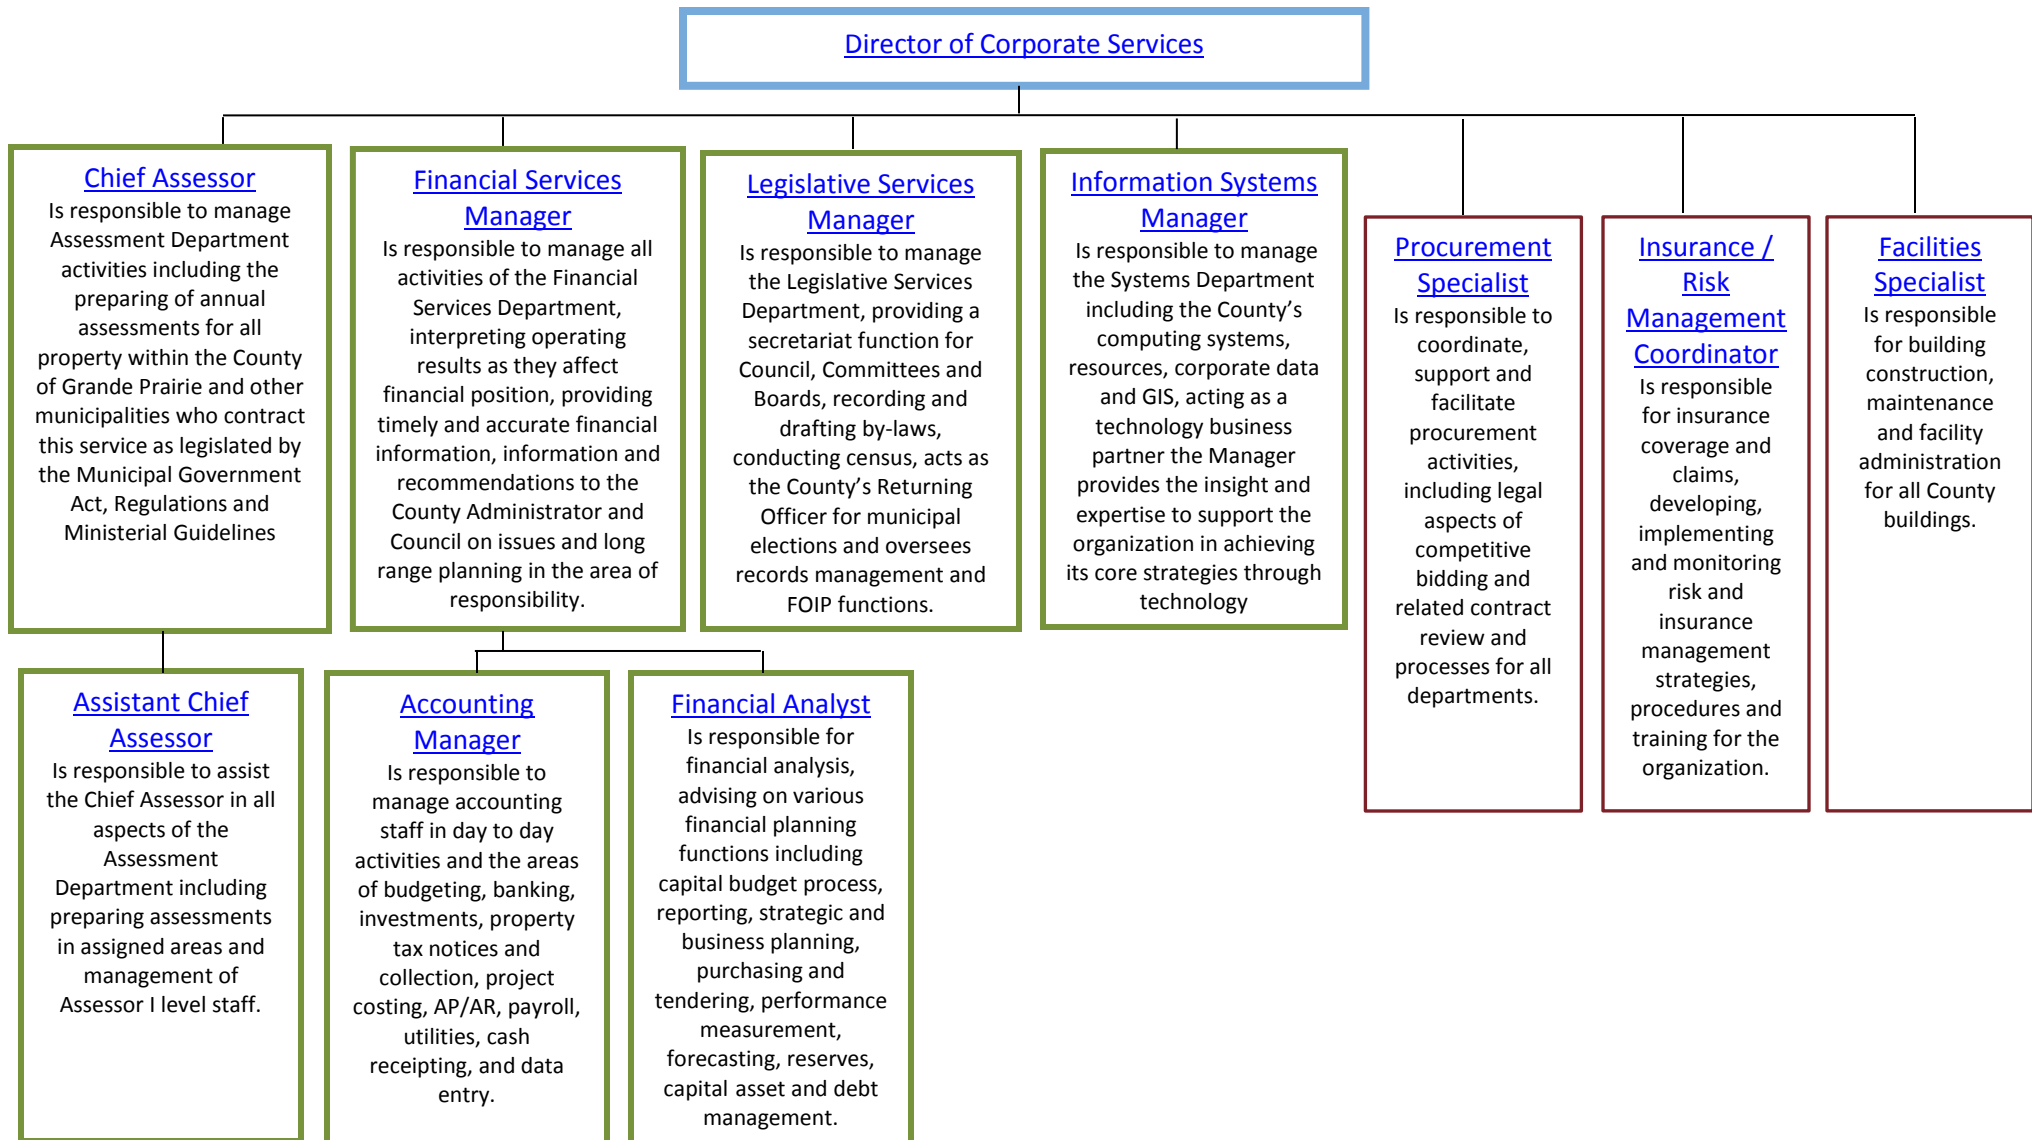 Director of Corporate Services
Chief Assessor
Is responsible to manage
Assessment Department
activities including the
preparing of annual
assessments for all
property within the County
of Grande Prairie and other
municipalities who contract
this service as legislated by
the Municipal Government
Act, Regulations and
Ministerial Guidelines
Financial Services
Manager
Is responsible to manage all
activities of the Financial
Services Department,
interpreting operating
results as they affect
financial position, providing
timely and accurate financial
information, information and
recommendations to the
County Administrator and
Council on issues and long
range planning in the area of
responsibility.
Legislative Services
Manager
Is responsible to manage
the Legislative Services
Department, providing a
secretariat function for
Council, Committees and
Boards, recording and
drafting by-laws,
conducting census, acts as
the County’s Returning
Officer for municipal
elections and oversees
records management and
FOIP functions.
Information Systems
Manager
Is responsible to manage
the Systems Department
including the County’s
computing systems,
resources, corporate data
and GIS, acting as a
technology business
partner the Manager
provides the insight and
expertise to support the
organization in achieving
its core strategies through
technology
Procurement
Specialist
Is responsible to
coordinate,
support and
facilitate
procurement
activities,
including legal
aspects of
competitive
bidding and
related contract
review and
processes for all
departments.
Insurance /
Risk
Management
Coordinator
Is responsible
for insurance
coverage and
claims,
developing,
implementing
and monitoring
risk and
insurance
management
strategies,
procedures and
training for the
organization.
Facilities
Specialist
Is responsible
for building
construction,
maintenance
and facility
administration
for all County
buildings.
Assistant Chief
Assessor
Is responsible to assist
the Chief Assessor in all
aspects of the
Assessment
Department including
preparing assessments
in assigned areas and
management of
Assessor I level staff.
Accounting
Manager
Is responsible to
manage accounting
staff in day to day
activities and the areas
of budgeting, banking,
investments, property
tax notices and
collection, project
costing, AP/AR, payroll,
utilities, cash
receipting, and data
entry.
Financial Analyst
Is responsible for
financial analysis,
advising on various
financial planning
functions including
capital budget process,
reporting, strategic and
business planning,
purchasing and
tendering, performance
measurement,
forecasting, reserves,
capital asset and debt
management.